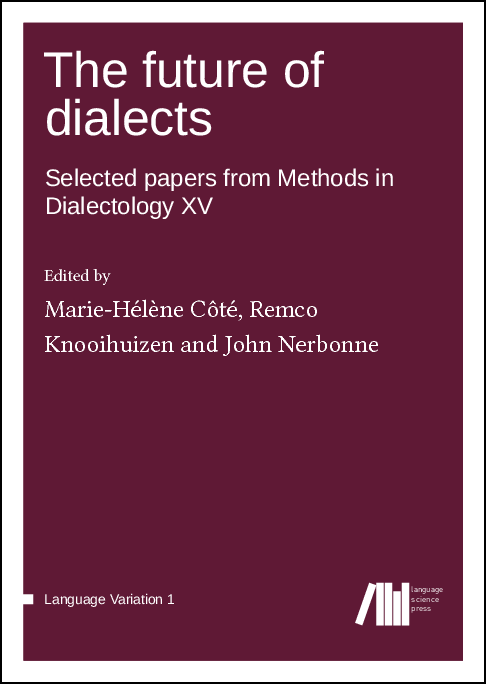 The future of
dialects
Selected papers from Methods in
Dialectology XV
Edited by
Marie-Hélène Côté, Remco
Knooihuizen and John Nerbonne
Language Variation 1
language
science
press